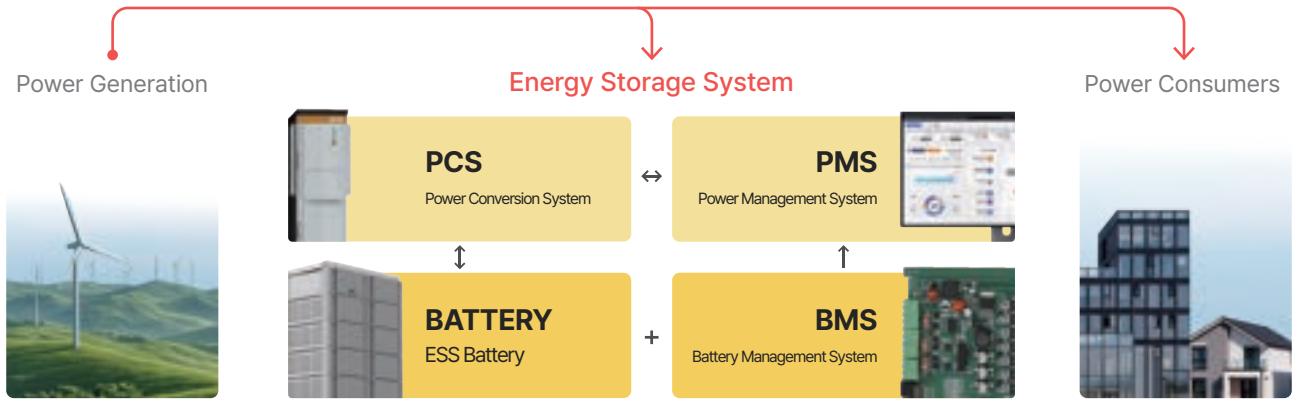 Power Generation
Energy Storage System
Power Consumers
PCS
Power Conversion System
↔
PMS
Power Management System
↕
↑
BATTERY
ESS Battery
+
BMS
Battery Management System